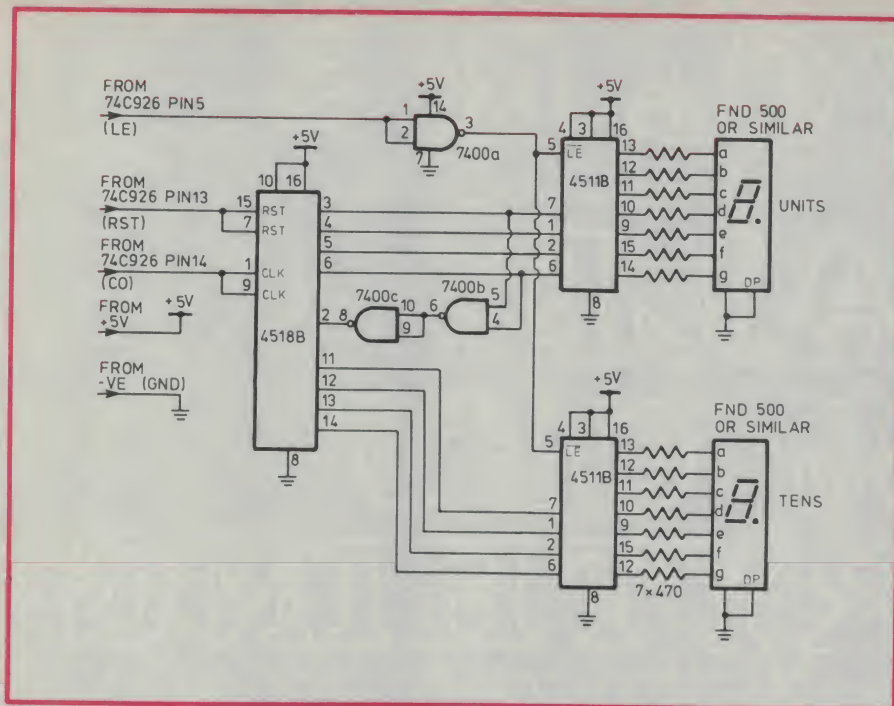 FROM
74C926 PIN5
(LE)
+5V
14
1
2
3
7
7400a
+5V
10
16
FROM
74C926 PIN13
(RST)
15
RST
7
RST
FROM
74C926 PIN14
(CO)
1
CLK
9
CLK
4518B
3
4
5
6
2
11
12
13
14
8
FROM
+5V
+5V
FROM
-VE (GND)
7400c
8
10
9
7400b
6
5
4
+5V
4
3
16
5
LE
4511B
7
1
2
6
13
12
11
10
9
15
14
8
FND 500
OR SIMILAR
a
b
c
d
e
f
g
DP
UNITS
+5V
4
3
16
5
LE
4511B
7
1
2
6
13
12
11
10
9
15
12
8
7×470
FND 500
OR SIMILAR
a
b
c
d
e
f
g
DP
TENS